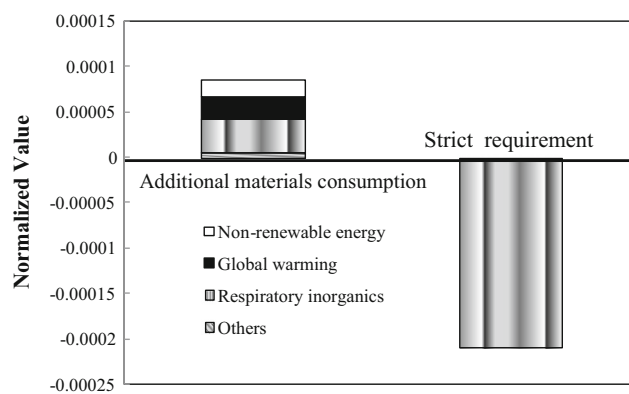 0.00015
0.0001
0.00005
0
-0.00005
-0.0001
-0.00015
-0.0002
-0.00025
Normalized Value
Strict requirement
Additional materials consumption
Non-renewable energy
Global warming
Respiratory inorganics
Others